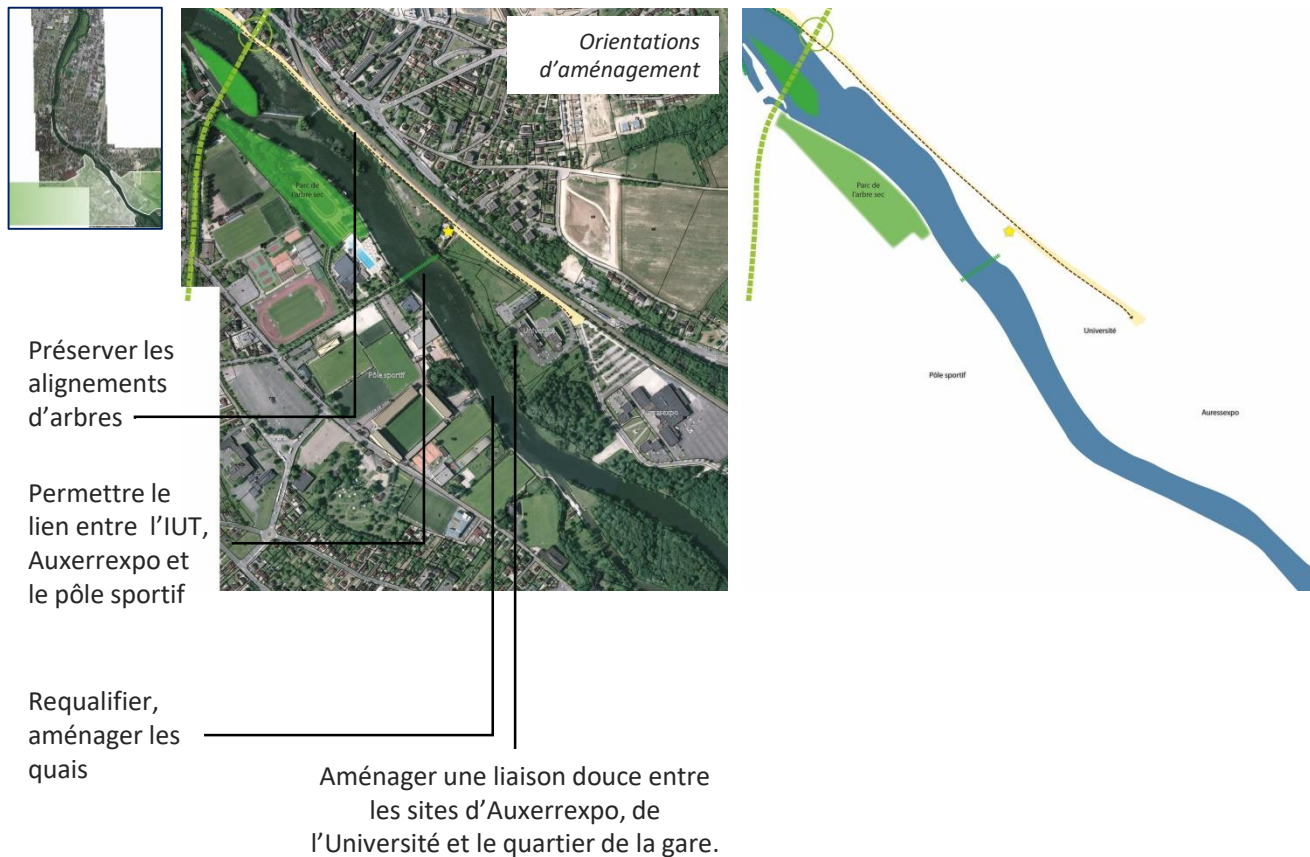 Orientations
d’aménagement
Parc de
l’arbre sec
Université
Pôle sportif
Préserver les
alignements
d’arbres
Permettre le
lien entre l’IUT,
Auxerrexpo et
le pôle sportif
Requalifier,
aménager les
quais
Aménager une liaison douce entre
les sites d’Auxerrexpo, de
l’Université et le quartier de la gare.
Parc de
l’arbre sec
Université
Pôle sportif
Auressexpo